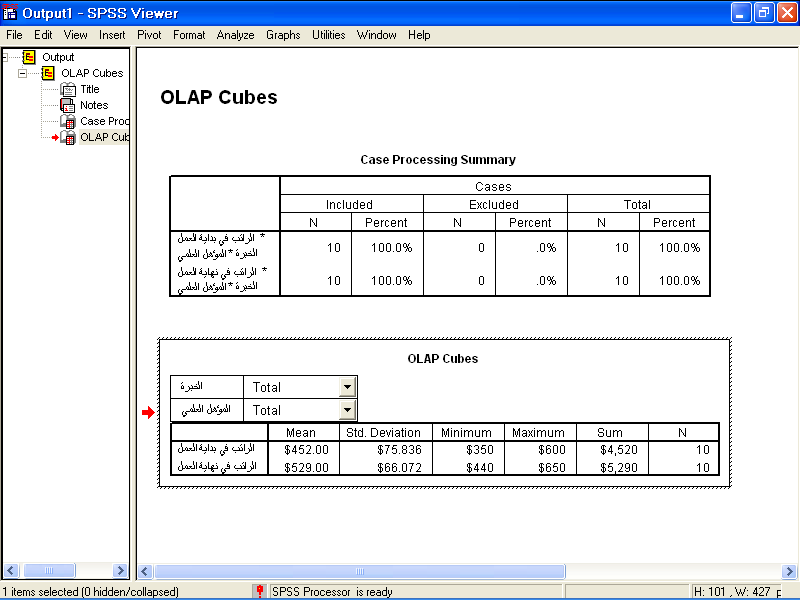 Output1 - SPSS Viewer
File Edit View Insert Pivot Format Analyze Graphs Utilities Window Help
Output
OLAP Cubes
Title
Notes
Case Proc
OLAP Cub
OLAP Cubes
Case Processing Summary
Cases
Included Excluded Total
N Percent N Percent N Percent
الراتب في بداية العمل *
الخبرة * المؤهل العلمي
10 100.0% 0 .0% 10 100.0%
الراتب في نهاية العمل *
الخبرة * المؤهل العلمي
10 100.0% 0 .0% 10 100.0%
OLAP Cubes
الخبرة Total
المؤهل العلمي Total
Mean Std. Deviation Minimum Maximum Sum N
الراتب في بداية العمل $452.00 $75.836 $350 $600 $4,520 10
الراتب في نهاية العمل $529.00 $66.072 $440 $650 $5,290 10
1 items selected (0 hidden/collapsed) SPSS Processor is ready H: 101 , W: 427 p